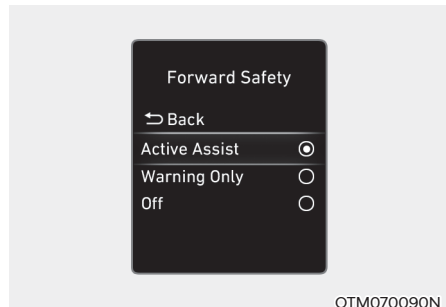 Forward Safety
Back
Active Assist
Warning Only
Off
OTM070090N